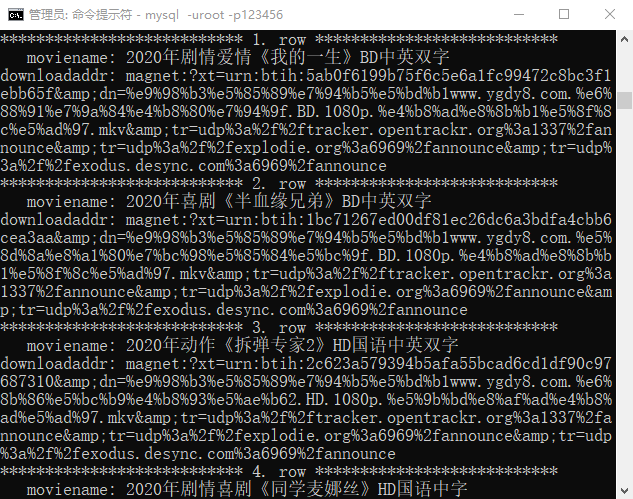 管理员: 命令提示符 - mysql  -uroot -p123456
*************************** 1. row ***************************
   moviename: 2020年剧情爱情《我的一生》BD中英双字
downloadaddr: magnet:?xt=urn:btih:5ab0f6199b75f6c5e6a1fc99472c8bc3f1
ebb65f&amp;dn=%e9%98%b3%e5%85%89%e7%94%b5%e5%bd%b1www.ygdy8.com.%e6%
88%91%e7%9a%84%e4%b8%80%e7%94%9f.BD.1080p.%e4%b8%ad%e8%8b%b1%e5%8f%8
c%e5%ad%97.mkv&amp;tr=udp%3a%2f%2ftracker.opentrackr.org%3a1337%2fan
nounce&amp;tr=udp%3a%2f%2fexplodie.org%3a6969%2fannounce&amp;tr=udp%
3a%2f%2fexodus.desync.com%3a6969%2fannounce
*************************** 2. row ***************************
   moviename: 2020年喜剧《半血缘兄弟》BD中英双字
downloadaddr: magnet:?xt=urn:btih:1bc71267ed00df81ec26dc6a3bdfa4cbb6
cea3aa&amp;dn=%e9%98%b3%e5%85%89%e7%94%b5%e5%bd%b1www.ygdy8.com.%e5%
8d%8a%e8%a1%80%e7%bc%98%e5%85%84%e5%bc%9f.BD.1080p.%e4%b8%ad%e8%8b%b
1%e5%8f%8c%e5%ad%97.mkv&amp;tr=udp%3a%2f%2ftracker.opentrackr.org%3a
1337%2fannounce&amp;tr=udp%3a%2f%2fexplodie.org%3a6969%2fannounce&am
p;tr=udp%3a%2f%2fexodus.desync.com%3a6969%2fannounce
*************************** 3. row ***************************
   moviename: 2020年动作《拆弹专家2》HD国语中英双字
downloadaddr: magnet:?xt=urn:btih:2c623a579394b5afa55bcad6cd1df90c97
687310&amp;dn=%e9%98%b3%e5%85%89%e7%94%b5%e5%bd%b1www.ygdy8.com.%e6%
8b%86%e5%bc%b9%e4%b8%93%e5%ae%b62.HD.1080p.%e5%9b%bd%e8%af%ad%e4%b8%
ad%e5%ad%97.mkv&amp;tr=udp%3a%2f%2ftracker.opentrackr.org%3a1337%2fa
nnounce&amp;tr=udp%3a%2f%2fexplodie.org%3a6969%2fannounce&amp;tr=udp
%3a%2f%2fexodus.desync.com%3a6969%2fannounce
*************************** 4. row ***************************
   moviename: 2020年剧情喜剧《同学麦娜丝》HD国语中字